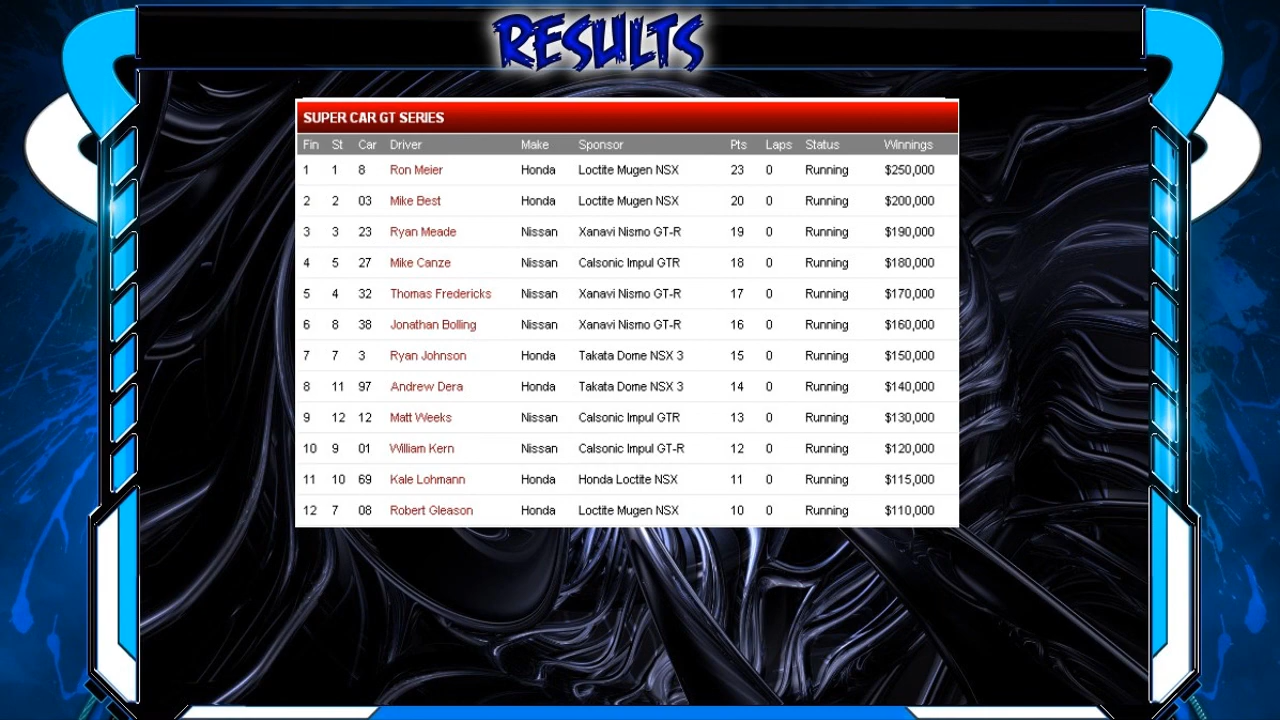 RESULTS
SUPER CAR GT SERIES
Fin St Car Driver Make Sponsor Pts Laps Status Winnings
1 1 8 Ron Meier Honda Loctite Mugen NSX 23 0 Running $250,000
2 2 03 Mike Best Honda Loctite Mugen NSX 20 0 Running $200,000
3 3 23 Ryan Meade Nissan Xanavi Nismo GT-R 19 0 Running $190,000
4 5 27 Mike Canze Nissan Calsonic Impul GTR 18 0 Running $180,000
5 4 32 Thomas Fredericks Nissan Xanavi Nismo GT-R 17 0 Running $170,000
6 8 38 Jonathan Bolling Nissan Xanavi Nismo GT-R 16 0 Running $160,000
7 7 3 Ryan Johnson Honda Takata Dome NSX 3 15 0 Running $150,000
8 11 97 Andrew Dera Honda Takata Dome NSX 3 14 0 Running $140,000
9 12 12 Matt Weeks Nissan Calsonic Impul GTR 13 0 Running $130,000
10 9 01 William Kern Nissan Calsonic Impul GT-R 12 0 Running $120,000
11 10 69 Kale Lohmann Honda Honda Loctite NSX 11 0 Running $115,000
12 7 08 Robert Gleason Honda Loctite Mugen NSX 10 0 Running $110,000